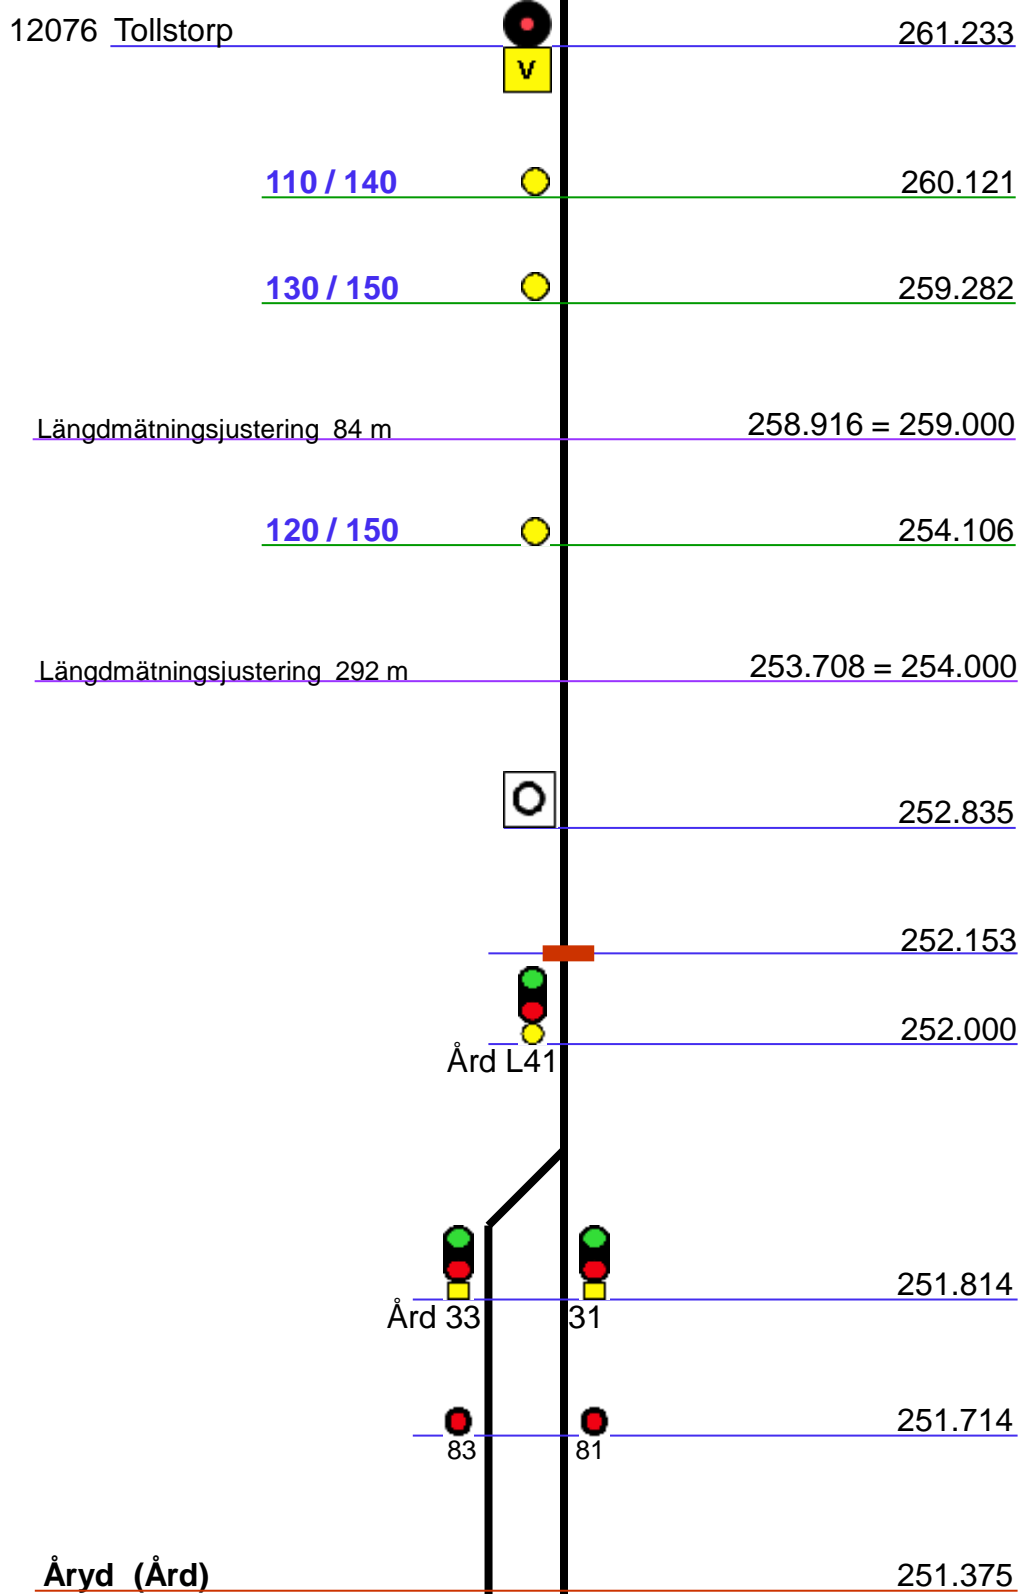 12076 Tollstorp 261.233
V
110 / 140 260.121
130 / 150 259.282
Längdmätningsjustering 84 m 258.916 = 259.000
120 / 150 254.106
Längdmätningsjustering 292 m 253.708 = 254.000
O 252.835
252.153
252.000
Ård L41
251.814
Ård 33 31
251.714
83 81
Åryd (Ård) 251.375